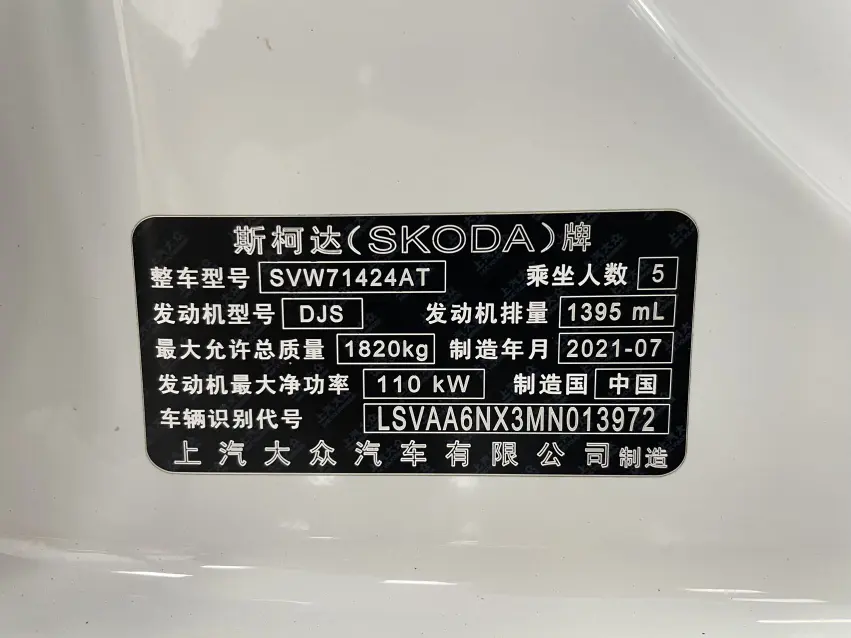 斯柯达(SKODA)牌
整车型号 SVW71424AT 乘坐人数 5
发动机型号 DJS 发动机排量 1395 mL
最大允许总质量 1820kg 制造年月 2021-07
发动机最大净功率 110 kW 制造国 中国
车辆识别代号 LSVAA6NX3MN013972
上汽大众汽车有限公司制造